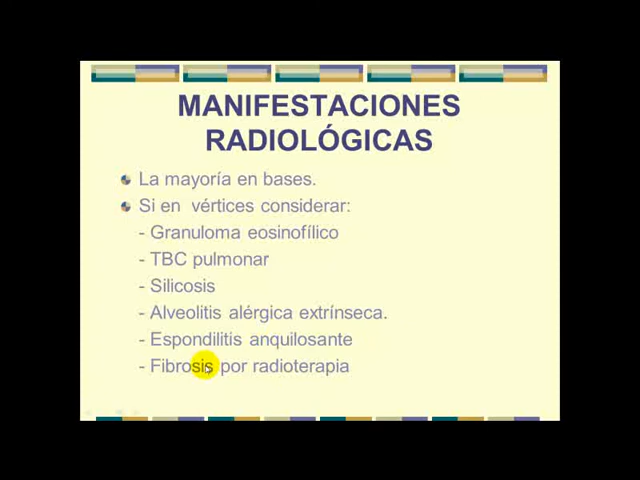 MANIFESTACIONES
RADIOLÓGICAS
La mayoría en bases.
Si en vértices considerar:
- Granuloma eosinofílico
- TBC pulmonar
- Silicosis
- Alveolitis alérgica extrínseca.
- Espondilitis anquilosante
- Fibrosis por radioterapia